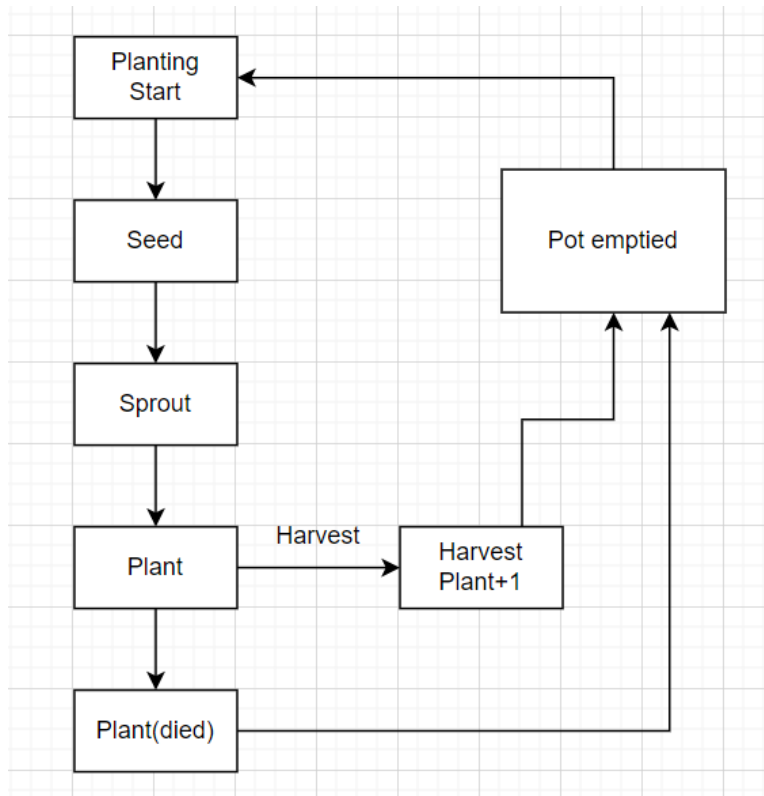 Planting
Start
Seed
Pot emptied
Sprout
Plant
Harvest
Harvest
Plant+1
Plant(died)